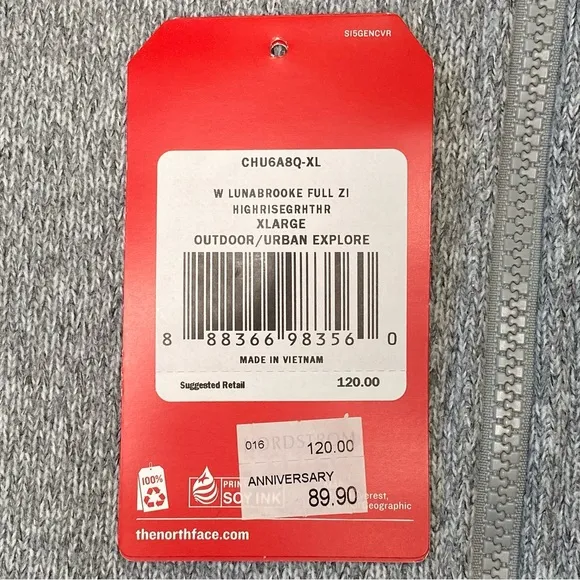 SI5GENCVR
CHU6A8Q-XL
W LUNABROOKE FULL ZI
HIGHRISEGRHTHR
XLARGE
OUTDOOR/URBAN EXPLORE
8 88366 98356 0
MADE IN VIETNAM
Suggested Retail 120.00
NORDSTROM
016 120.00
ANNIVERSARY
89.90
100%
SOY INK
thenorthface.com